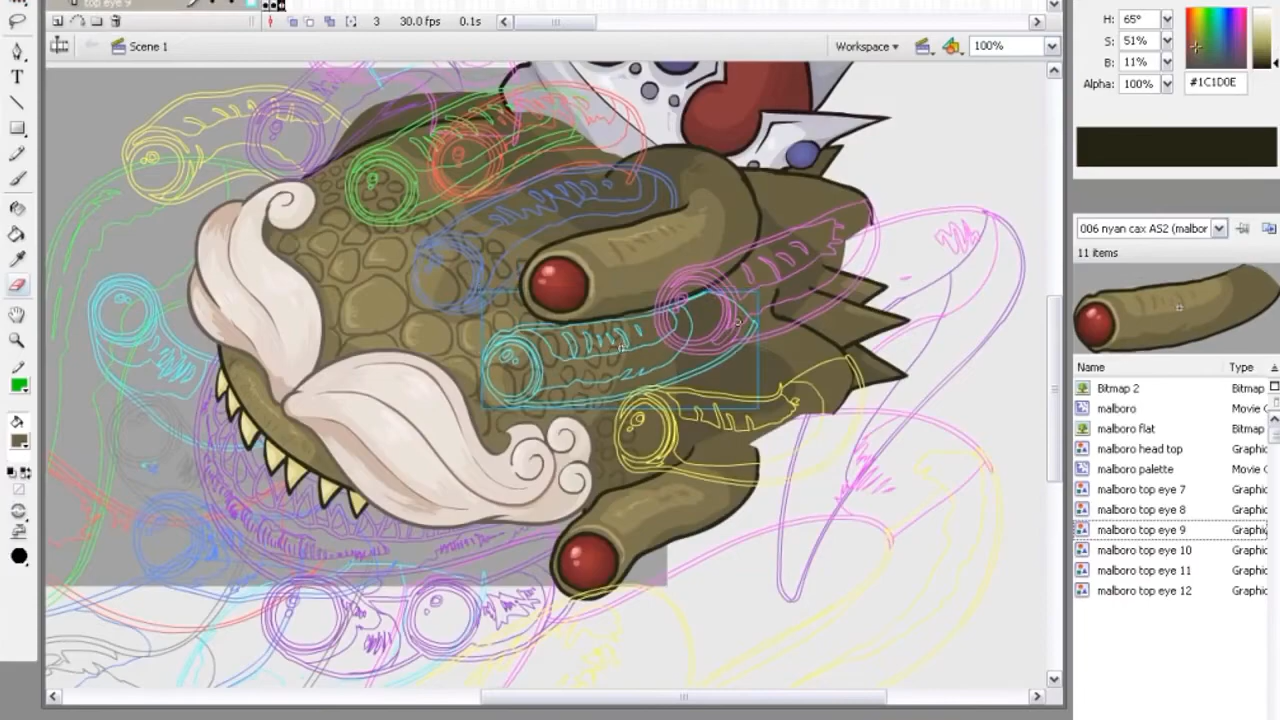 top eye 9
3 30.0 fps 0.1s
Scene 1
Workspace
100%
H: 65°
S: 51%
B: 11%
Alpha: 100%
#1C1D0E
006 nyan cax AS2 (malbor
11 items
Name Type
Bitmap 2 Bitmap
malboro Movie C
malboro flat Bitmap
malboro head top Graphic
malboro palette Movie C
malboro top eye 7 Graphic
malboro top eye 8 Graphic
malboro top eye 9 Graphic
malboro top eye 10 Graphic
malboro top eye 11 Graphic
malboro top eye 12 Graphic